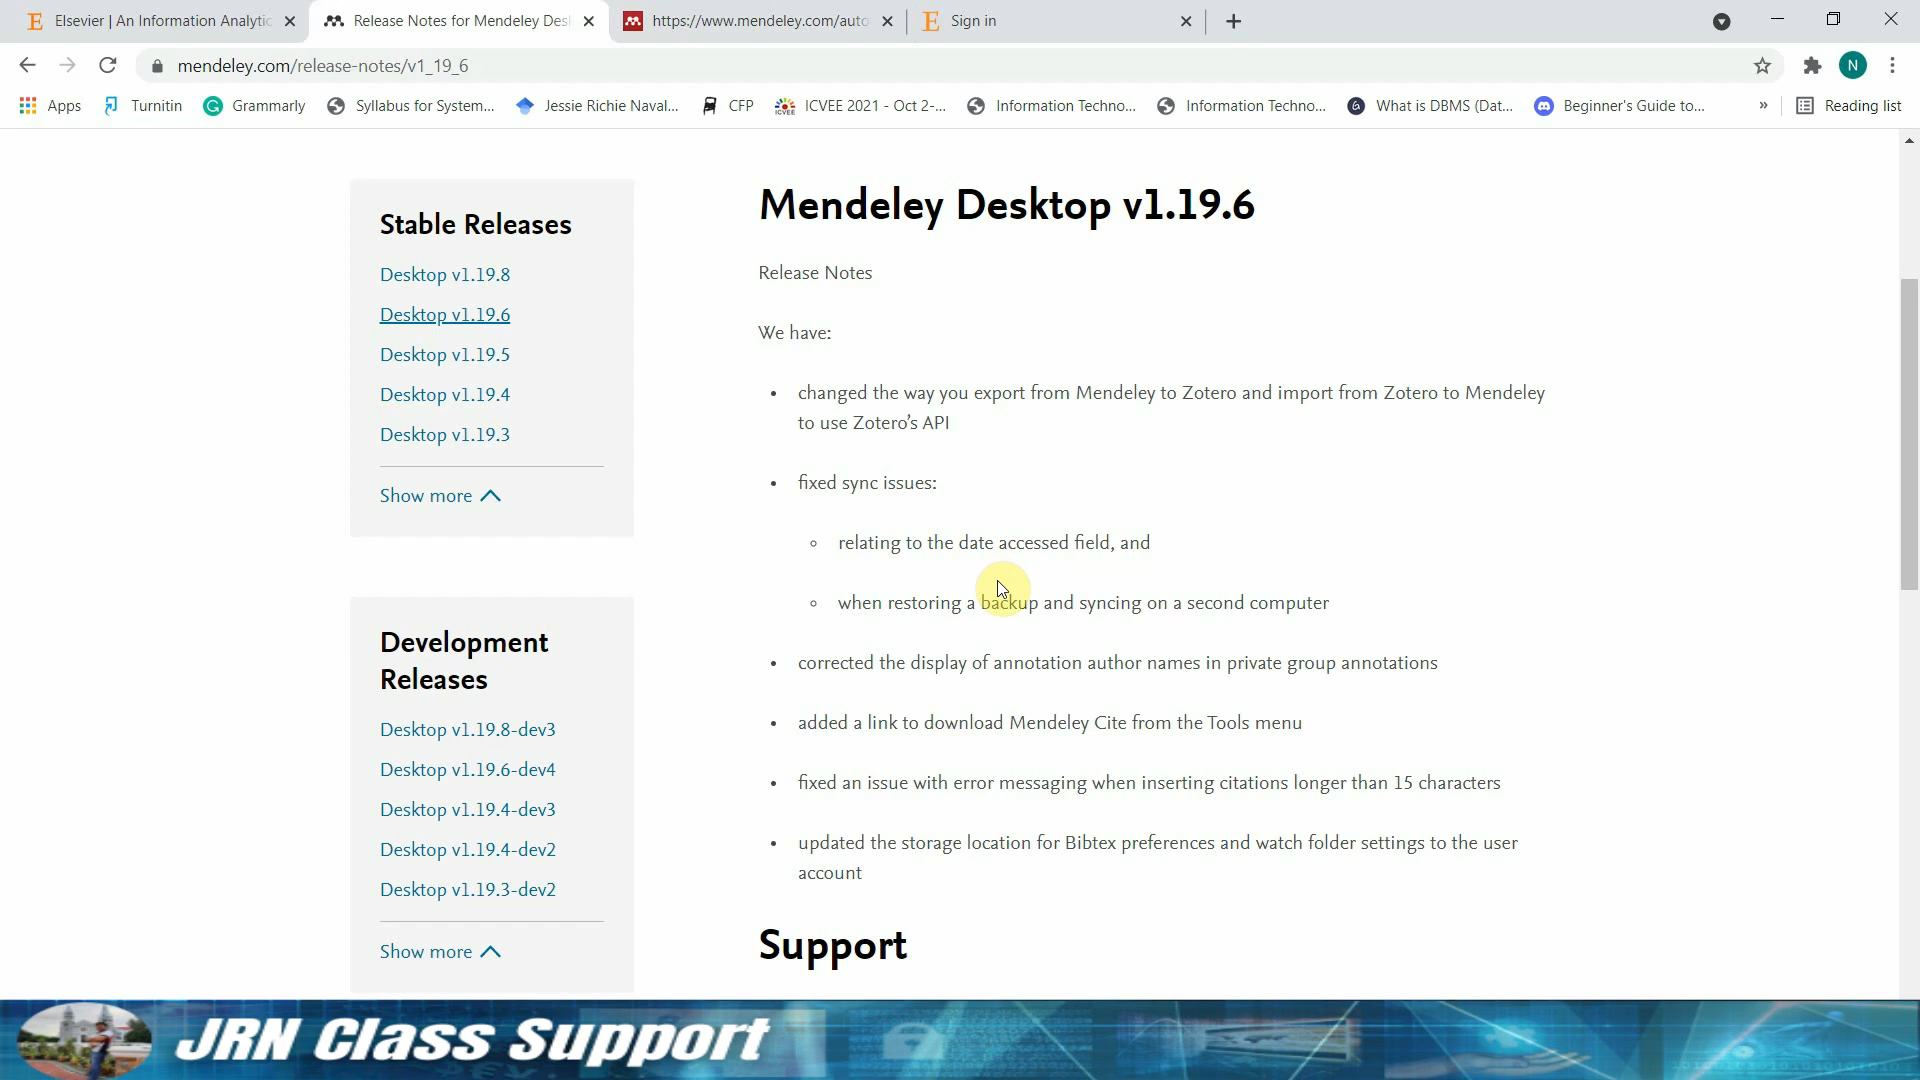 Elsevier | An Information Analytic
Release Notes for Mendeley Desk
https://www.mendeley.com/auto
Sign in
mendeley.com/release-notes/v1_19_6
N
Apps
Turnitin
Grammarly
Syllabus for System...
Jessie Richie Naval...
CFP
ICVEE 2021 - Oct 2-...
Information Techno...
Information Techno...
What is DBMS (Dat...
Beginner's Guide to...
»
Reading list
Stable Releases
Desktop v1.19.8
Desktop v1.19.6
Desktop v1.19.5
Desktop v1.19.4
Desktop v1.19.3
Show more
Development
Releases
Desktop v1.19.8-dev3
Desktop v1.19.6-dev4
Desktop v1.19.4-dev3
Desktop v1.19.4-dev2
Desktop v1.19.3-dev2
Show more
Mendeley Desktop v1.19.6
Release Notes
We have:
• changed the way you export from Mendeley to Zotero and import from Zotero to Mendeley
to use Zotero’s API
• fixed sync issues:
◦ relating to the date accessed field, and
◦ when restoring a backup and syncing on a second computer
• corrected the display of annotation author names in private group annotations
• added a link to download Mendeley Cite from the Tools menu
• fixed an issue with error messaging when inserting citations longer than 15 characters
• updated the storage location for Bibtex preferences and watch folder settings to the user
account
Support
JRN Class Support